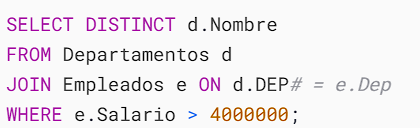 SELECT DISTINCT d.Nombre
FROM Departamentos d
JOIN Empleados e ON d.DEP# = e.Dep
WHERE e.Salario > 4000000;